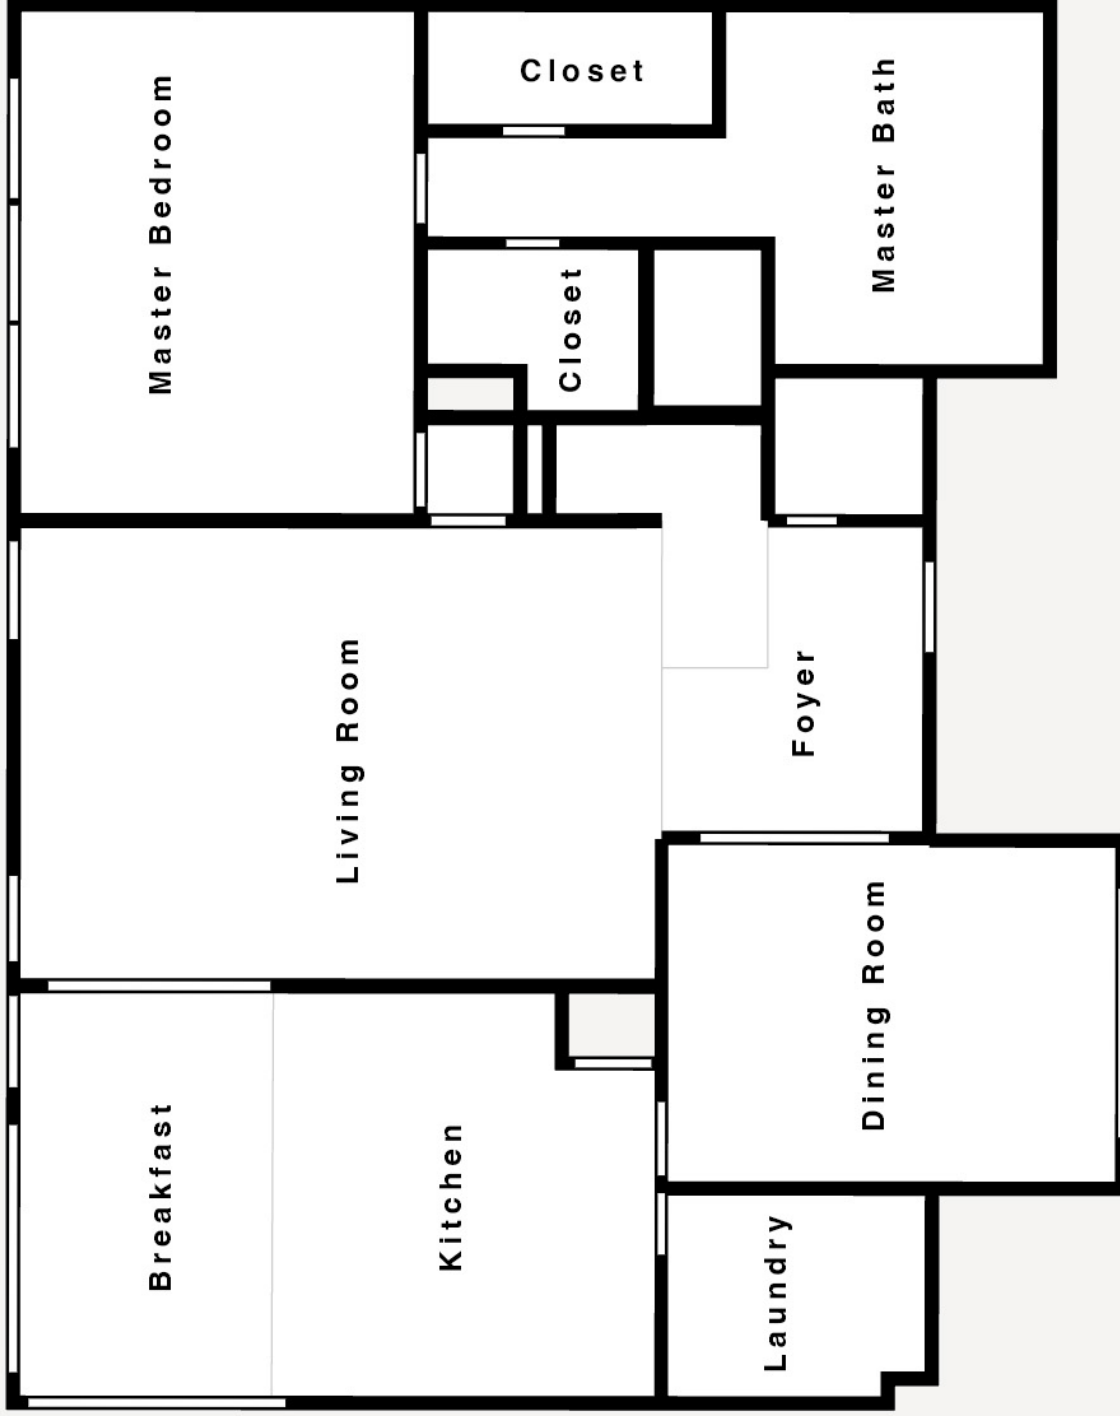 Closet
Master Bath
Master Bedroom
Closet
Living Room
Foyer
Dining Room
Breakfast
Kitchen
Laundry